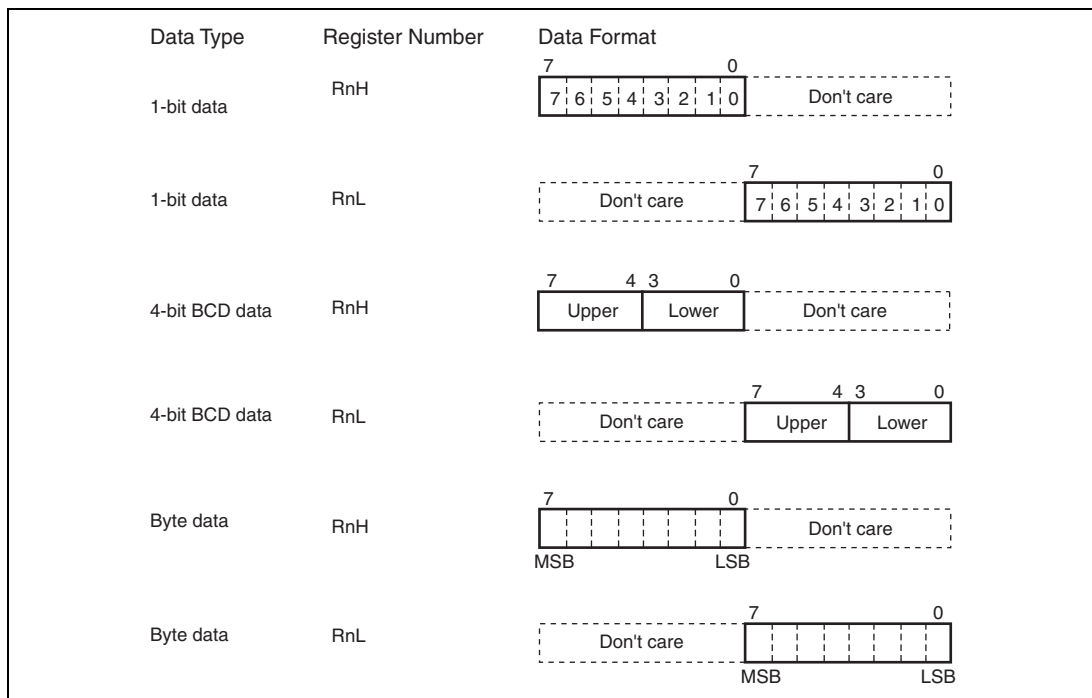 Data Type Register Number Data Format
7 0
1-bit data RnH 7 6 5 4 3 2 1 0 Don't care
7 0
1-bit data RnL Don't care 7 6 5 4 3 2 1 0
7 4 3 0
4-bit BCD data RnH Upper Lower Don't care
7 4 3 0
4-bit BCD data RnL Don't care Upper Lower
7 0
Byte data RnH Don't care
MSB LSB
7 0
Byte data RnL Don't care
MSB LSB